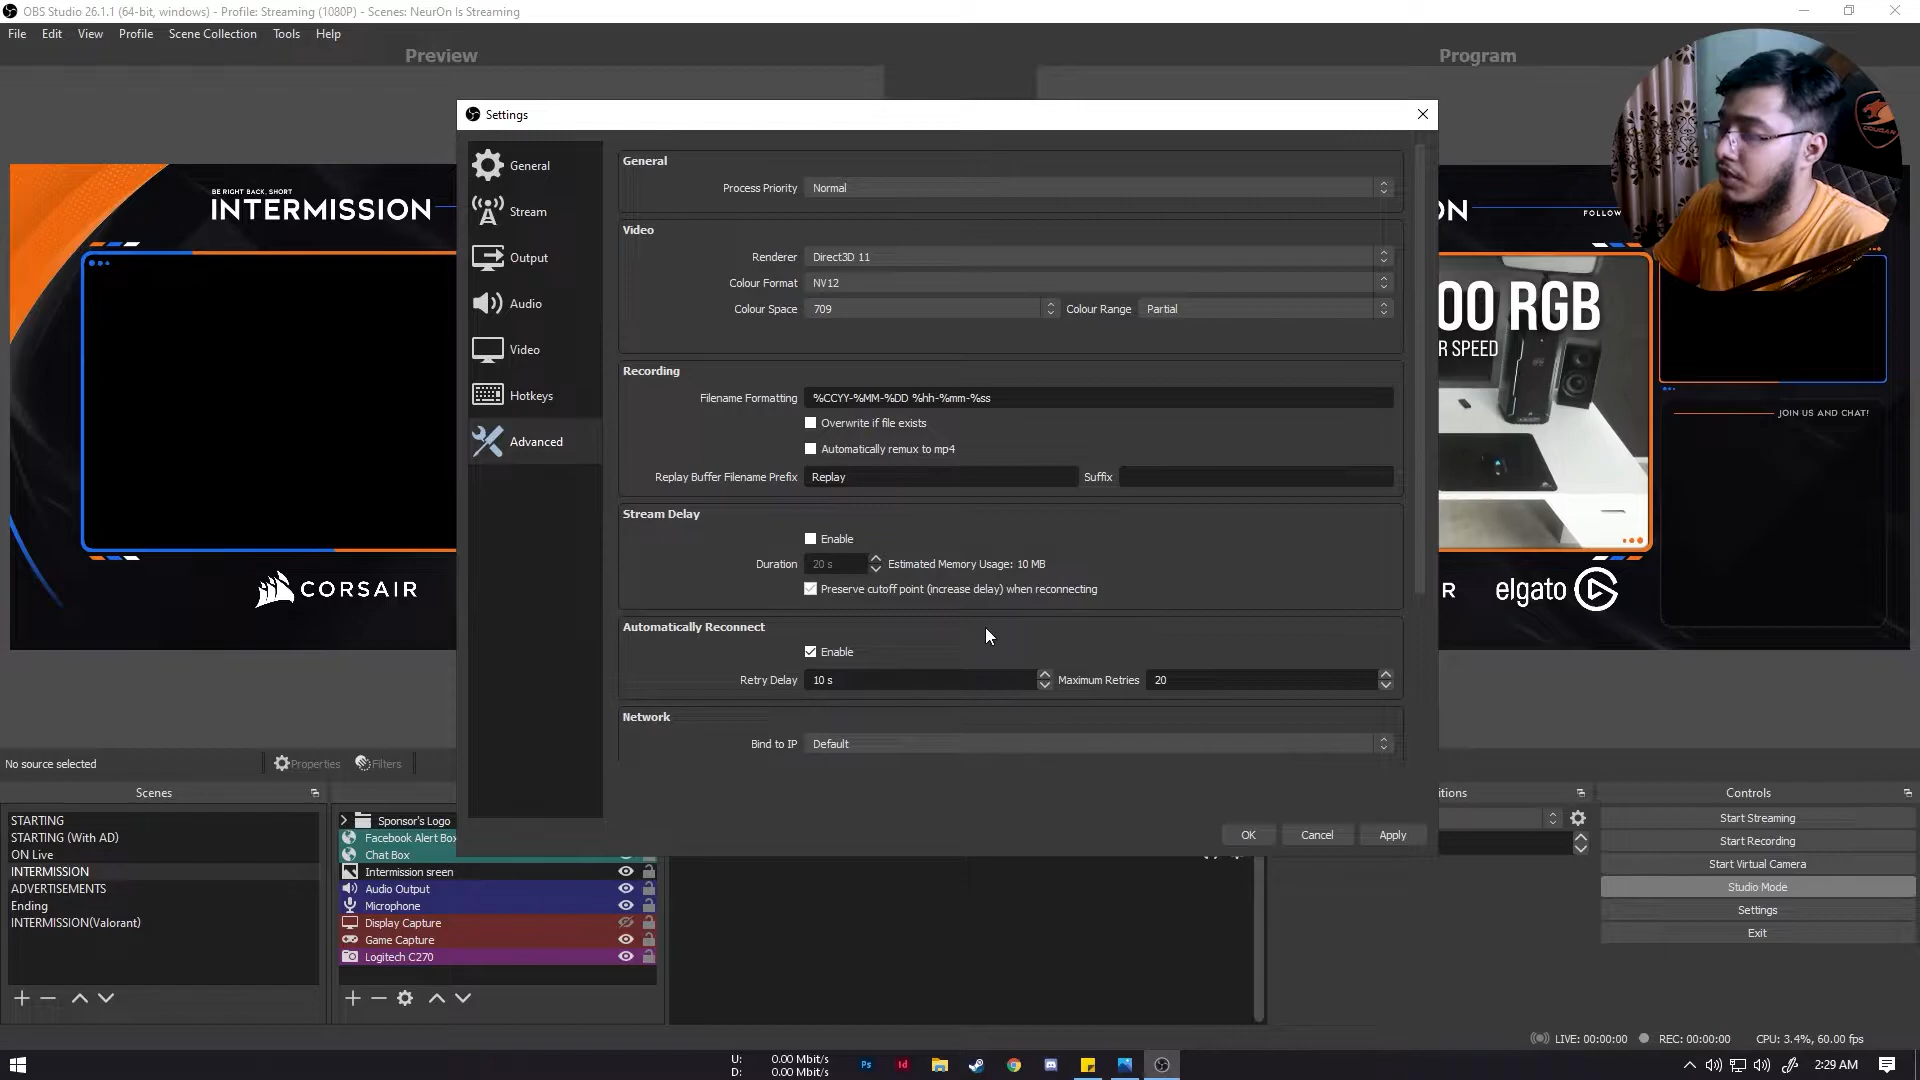 OBS Studio 26.1.1 (64-bit, windows) - Profile: Streaming (1080P) - Scenes: NeurOn Is Streaming
File Edit View Profile Scene Collection Tools Help
Preview
Program
Settings
General
Stream
Output
Audio
Video
Hotkeys
Advanced
General
Process Priority Normal
Video
Renderer Direct3D 11
Colour Format NV12
Colour Space 709 Colour Range Partial
Recording
Filename Formatting %CCYY-%MM-%DD %hh-%mm-%ss
Overwrite if file exists
Automatically remux to mp4
Replay Buffer Filename Prefix Replay Suffix
Stream Delay
Enable
Duration 20 s Estimated Memory Usage: 10 MB
Preserve cutoff point (increase delay) when reconnecting
Automatically Reconnect
Enable
Retry Delay 10 s Maximum Retries 20
Network
Bind to IP Default
OK Cancel Apply
BE RIGHT BACK, SHORT
INTERMISSION
CORSAIR
ON
FOLLOW
COUGAR
00 RGB
R SPEED
JOIN US AND CHAT!
R elgato
No source selected Properties Filters
Scenes
STARTING
STARTING (With AD)
ON Live
INTERMISSION
ADVERTISEMENTS
Ending
INTERMISSION(Valorant)
Sponsor's Logo
Facebook Alert Box
Chat Box
Intermission sreen
Audio Output
Microphone
Display Capture
Game Capture
Logitech C270
itions
Controls
Start Streaming
Start Recording
Start Virtual Camera
Studio Mode
Settings
Exit
LIVE: 00:00:00 REC: 00:00:00 CPU: 3.4%, 60.00 fps
U: 0.00 Mbit/s
D: 0.00 Mbit/s
Ps Id
2:29 AM